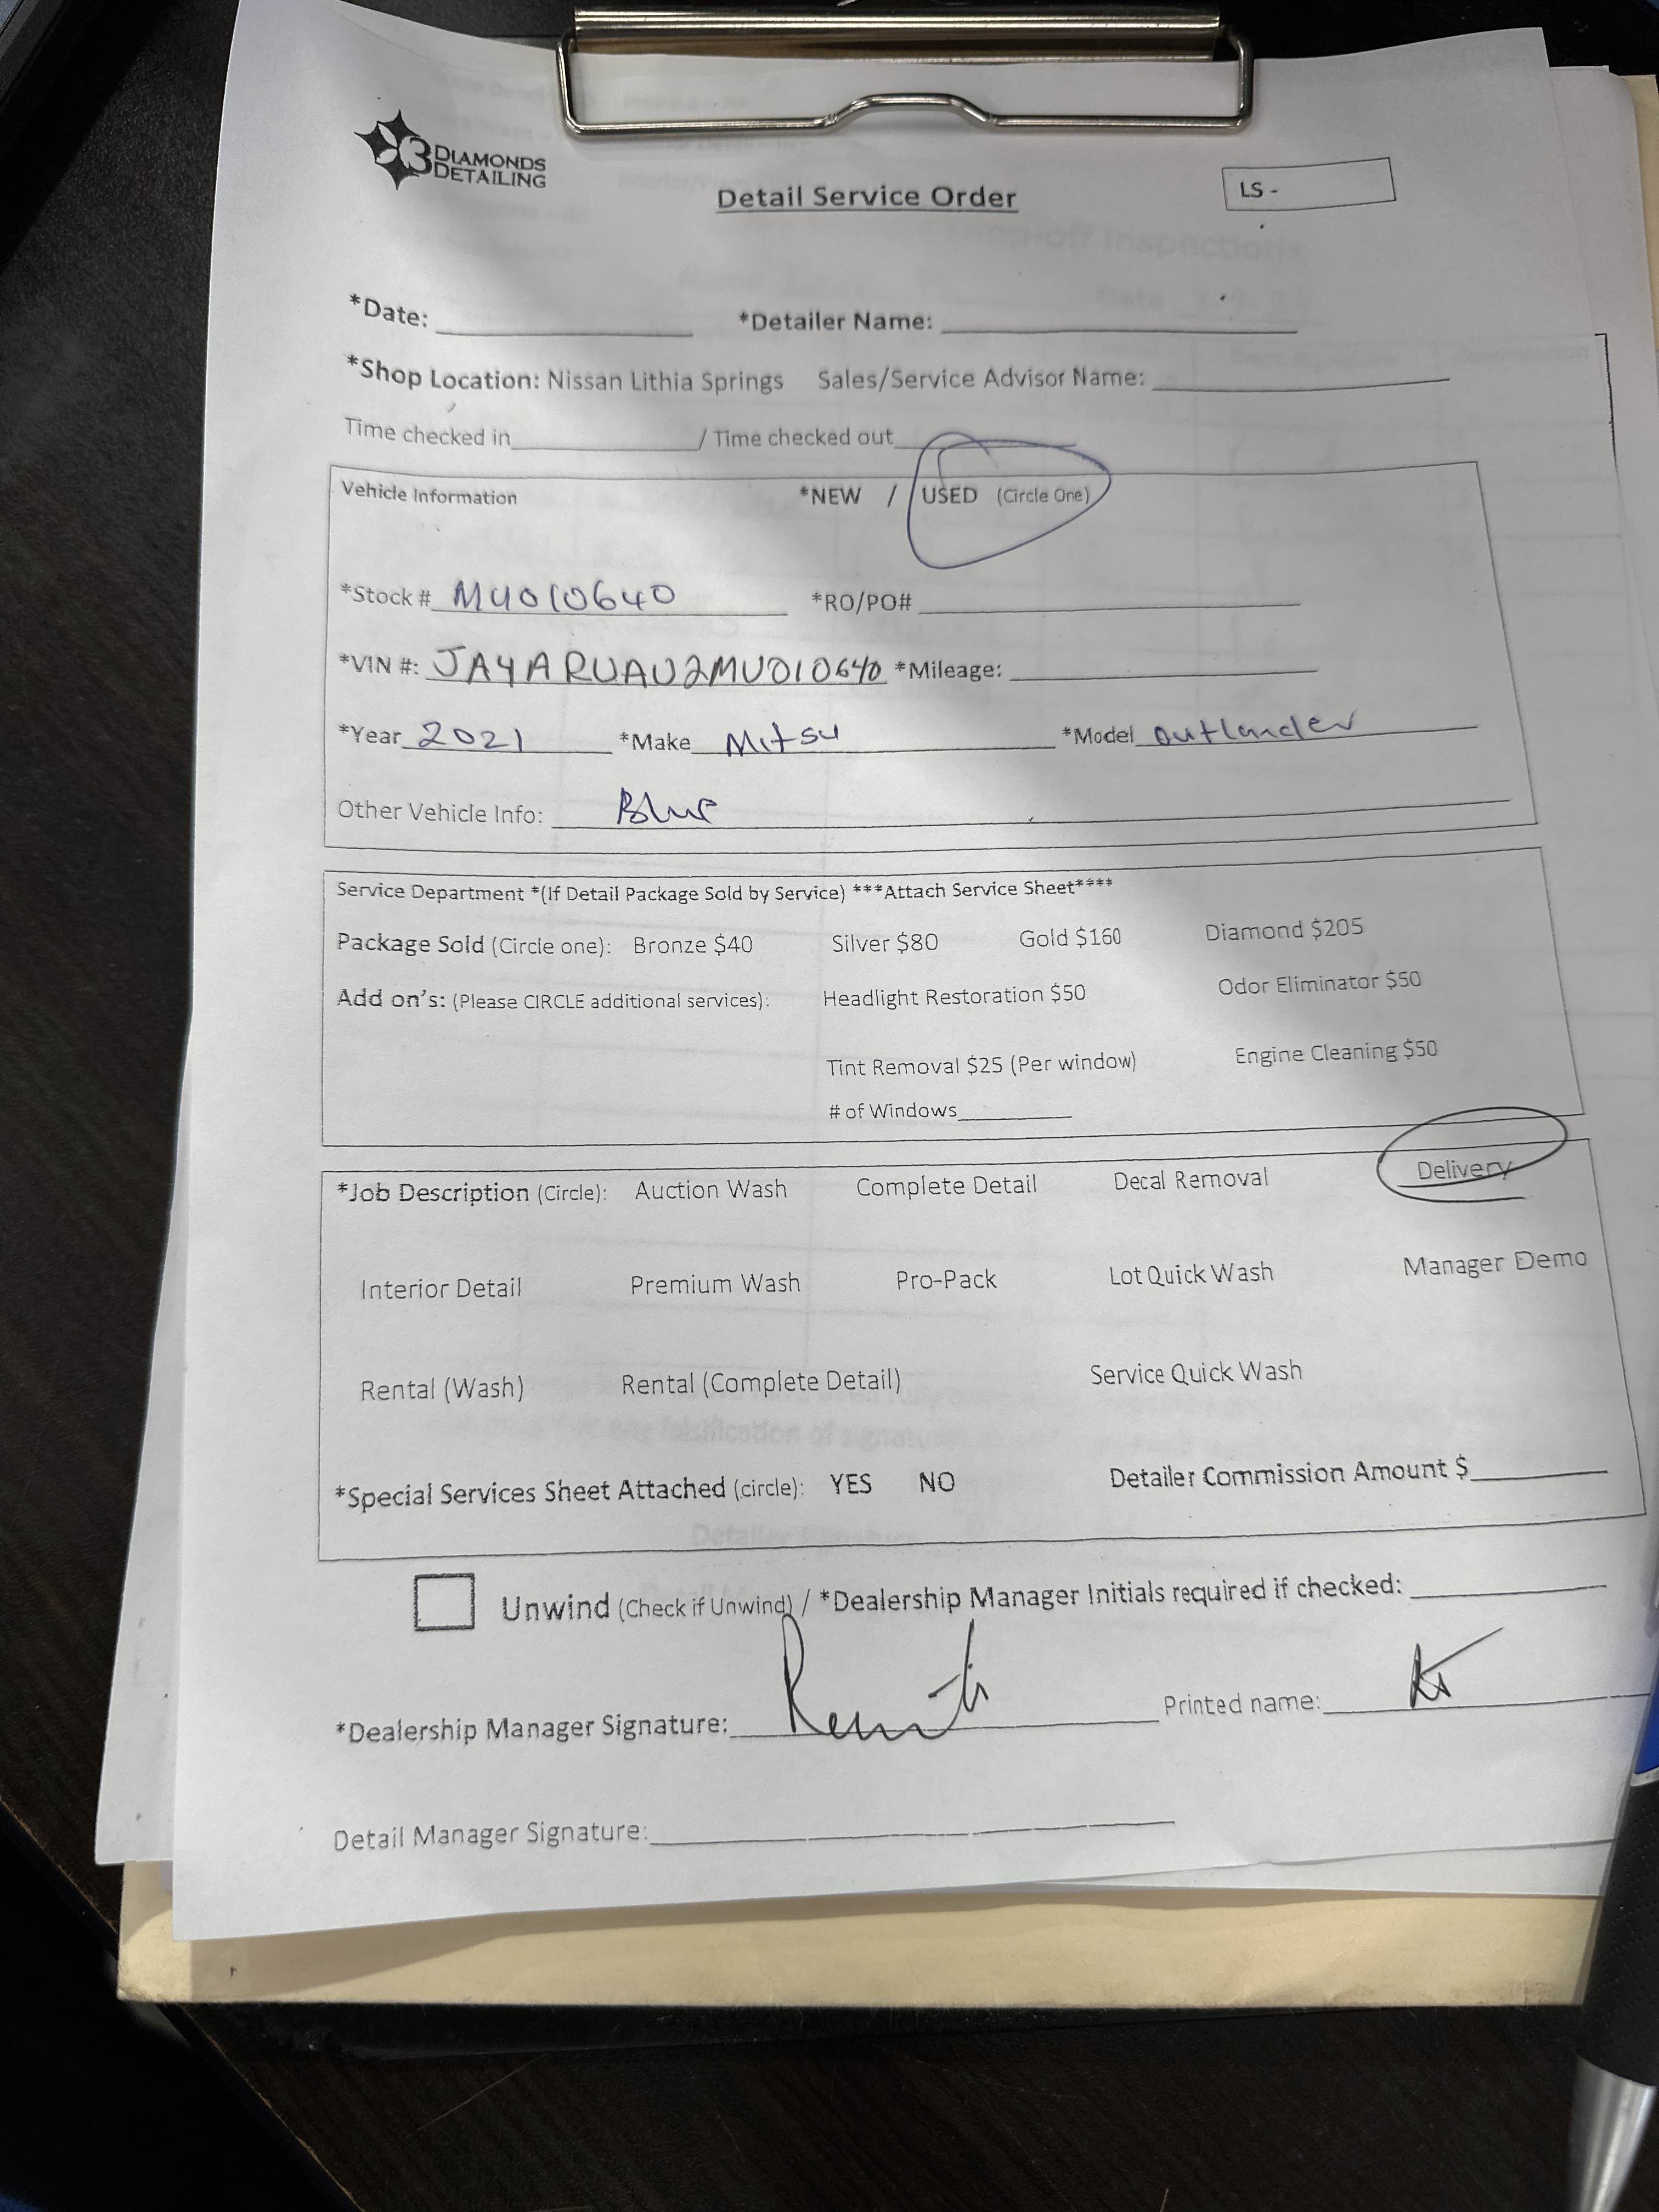 3 DIAMONDS DETAILING
Detail Service Order
LS -
*Date: *Detailer Name:
*Shop Location: Nissan Lithia Springs Sales/Service Advisor Name:
Time checked in / Time checked out
Vehicle Information *NEW / USED (Circle One)
*Stock # MU010640 *RO/PO#
*VIN #: JA4ARUAU2MU010640 *Mileage:
*Year 2021 *Make Mitsu *Model Outlander
Other Vehicle Info: Blue
Service Department *(If Detail Package Sold by Service) ***Attach Service Sheet****
Package Sold (Circle one): Bronze $40 Silver $80 Gold $160 Diamond $205
Add on's: (Please CIRCLE additional services): Headlight Restoration $50 Odor Eliminator $50
Tint Removal $25 (Per window) Engine Cleaning $50
# of Windows
*Job Description (Circle): Auction Wash Complete Detail Decal Removal Delivery
Interior Detail Premium Wash Pro-Pack Lot Quick Wash Manager Demo
Rental (Wash) Rental (Complete Detail) Service Quick Wash
*Special Services Sheet Attached (circle): YES NO Detailer Commission Amount $
Unwind (Check if Unwind) / *Dealership Manager Initials required if checked:
*Dealership Manager Signature: Printed name:
Detail Manager Signature: